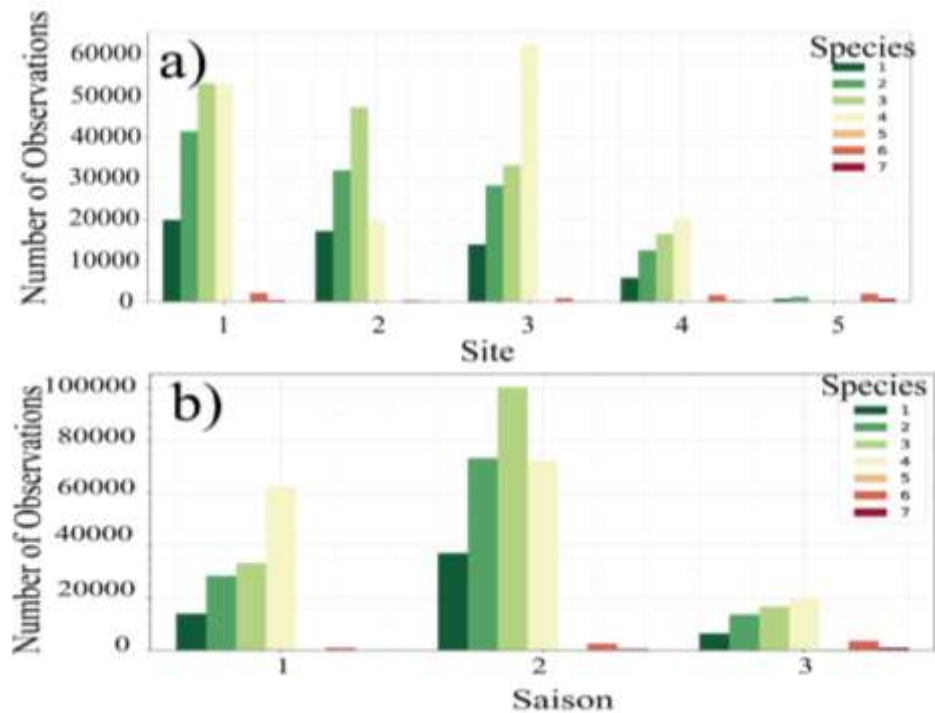 a)
Number of Observations
60000
50000
40000
30000
20000
10000
0
1 2 3 4 5
Site
Species
1
2
3
4
5
6
7
b)
Number of Observations
100000
80000
60000
40000
20000
0
1 2 3
Saison
Species
1
2
3
4
5
6
7